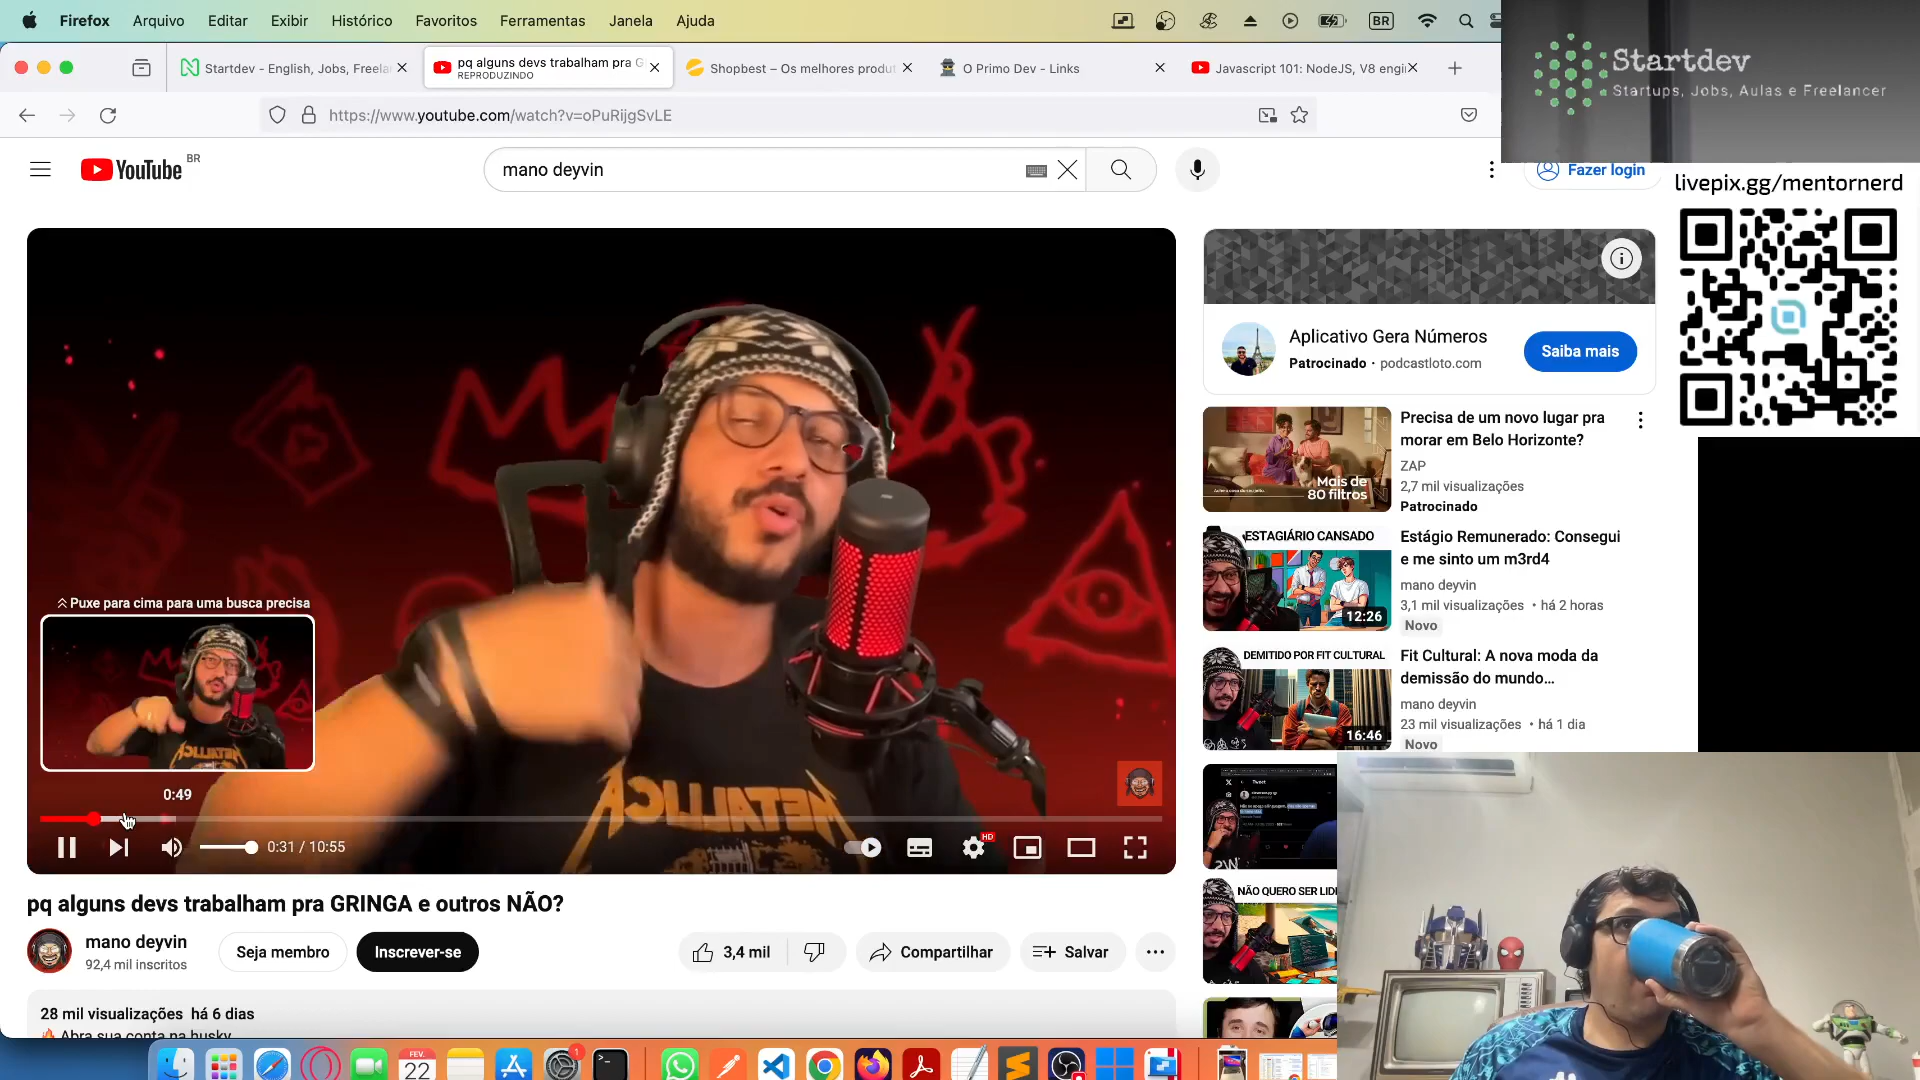 Firefox Arquivo Editar Exibir Histórico Favoritos Ferramentas Janela Ajuda
BR
Startdev - English, Jobs, Freela
pq alguns devs trabalham pra G
REPRODUZINDO
Shopbest – Os melhores produt
O Primo Dev - Links
Javascript 101: NodeJS, V8 engi
Startdev
Startups, Jobs, Aulas e Freelancer
https://www.youtube.com/watch?v=oPuRijgSvLE
YouTube BR
mano deyvin
Fazer login
livepix.gg/mentornerd
Aplicativo Gera Números
Patrocinado · podcastloto.com
Saiba mais
Mais de
80 filtros
Precisa de um novo lugar pra
morar em Belo Horizonte?
ZAP
2,7 mil visualizações
Patrocinado
ESTAGIÁRIO CANSADO
12:26
Estágio Remunerado: Consegui
e me sinto um m3rd4
mano deyvin
3,1 mil visualizações • há 2 horas
Novo
DEMITIDO POR FIT CULTURAL
16:46
Fit Cultural: A nova moda da
demissão do mundo…
mano deyvin
23 mil visualizações • há 1 dia
Novo
Tweet
NÃO QUERO SER LID
Puxe para cima para uma busca precisa
METALLICA
0:49
0:31 / 10:55
HD
pq alguns devs trabalham pra GRINGA e outros NÃO?
mano deyvin
92,4 mil inscritos
Seja membro
Inscrever-se
3,4 mil
Compartilhar
Salvar
28 mil visualizações há 6 dias
Abra sua conta na husky
FEV.
22
1